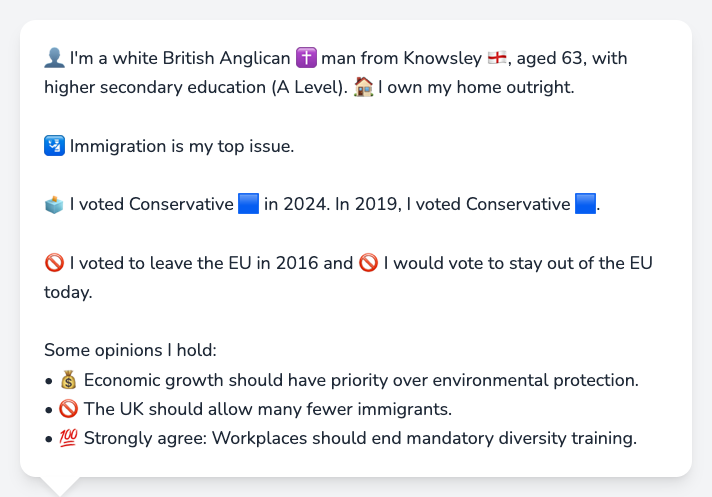 👤 I'm a white British Anglican ✝️ man from Knowsley 🏴󠁧󠁢󠁥󠁮󠁧󠁿, aged 63, with
higher secondary education (A Level). 🏠 I own my home outright.
🛂 Immigration is my top issue.
🗳️ I voted Conservative 🟦 in 2024. In 2019, I voted Conservative 🟦.
🚫 I voted to leave the EU in 2016 and 🚫 I would vote to stay out of the EU
today.
Some opinions I hold:
• 💰 Economic growth should have priority over environmental protection.
• 🚫 The UK should allow many fewer immigrants.
• 💯 Strongly agree: Workplaces should end mandatory diversity training.